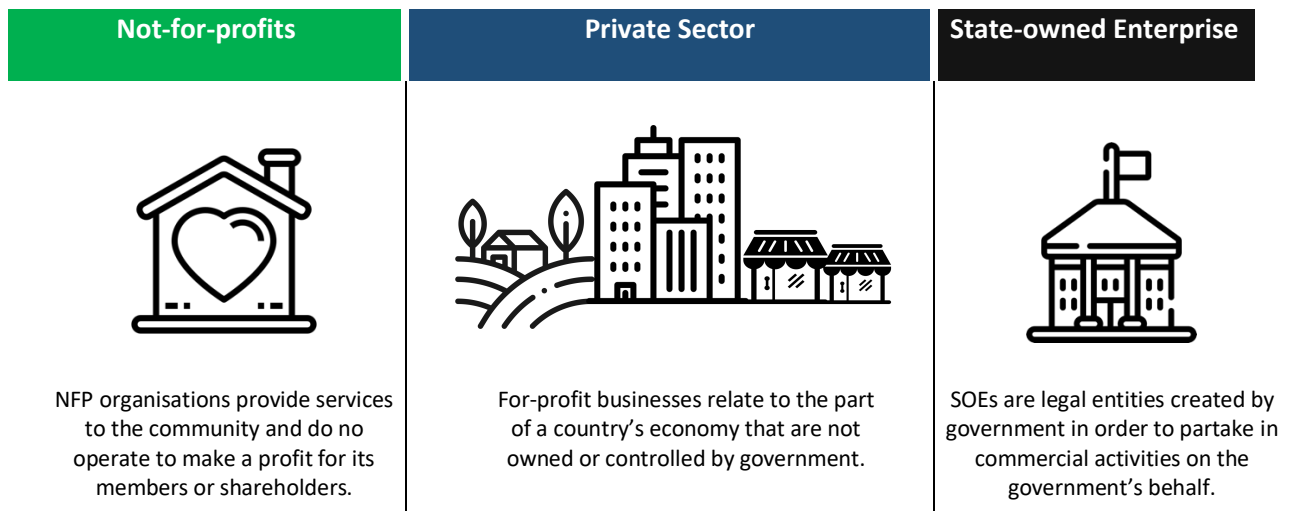 Not-for-profits
Private Sector
State-owned Enterprise
NFP organisations provide services
to the community and do no
operate to make a profit for its
members or shareholders.
For-profit businesses relate to the part
of a country’s economy that are not
owned or controlled by government.
SOEs are legal entities created by
government in order to partake in
commercial activities on the
government’s behalf.